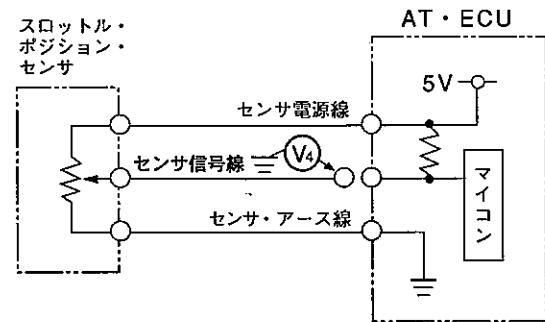 スロットル・
ポジション・
センサ
AT・ECU
5V
センサ電源線
センサ信号線
V4
センサ・アース線
マイコン